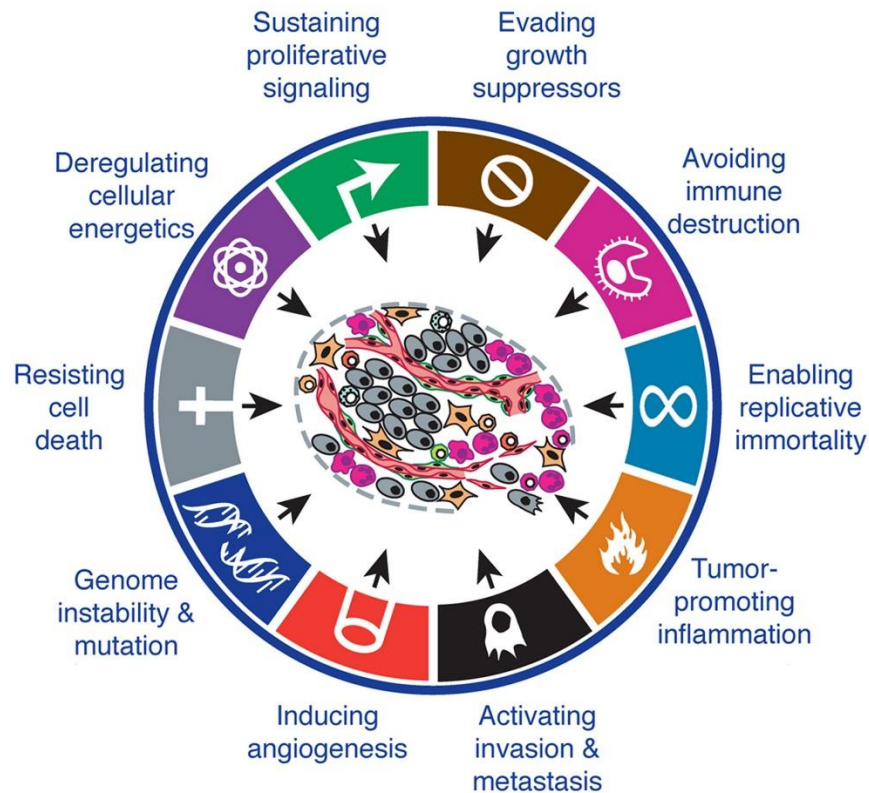 Sustaining
proliferative
signaling
Evading
growth
suppressors
Avoiding
immune
destruction
Enabling
replicative
immortality
Tumor-
promoting
inflammation
Activating
invasion &
metastasis
Inducing
angiogenesis
Genome
instability &
mutation
Resisting
cell
death
Deregulating
cellular
energetics